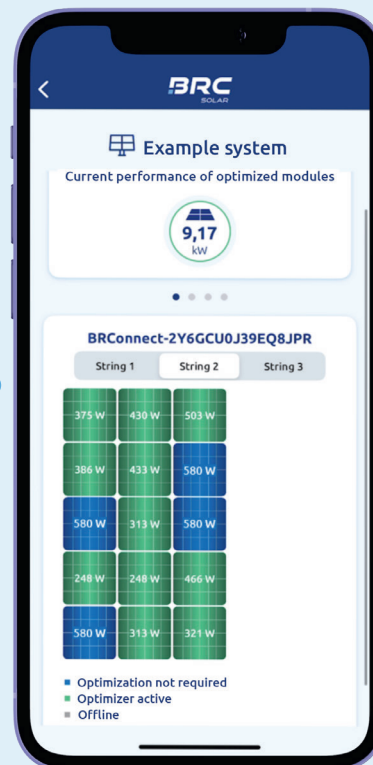 BRC
SOLAR
Example system
Current performance of optimized modules
9,17
kW
BRConnect-2Y6GCU0J39EQ8JPR
String 1 String 2 String 3
375 W 430 W 503 W
386 W 433 W 580 W
580 W 313 W 580 W
248 W 248 W 466 W
580 W 313 W 321 W
Optimization not required
Optimizer active
Offline